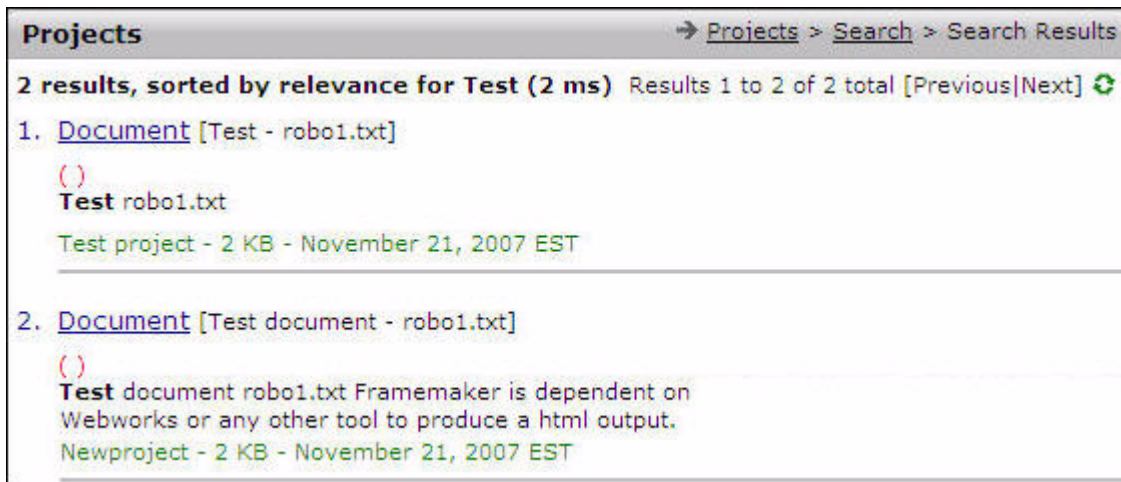 Projects → Projects > Search > Search Results
2 results, sorted by relevance for Test (2 ms) Results 1 to 2 of 2 total [Previous|Next]
1. Document [Test - robo1.txt]
( )
Test robo1.txt
Test project - 2 KB - November 21, 2007 EST
2. Document [Test document - robo1.txt]
( )
Test document robo1.txt Framemaker is dependent on
Webworks or any other tool to produce a html output.
Newproject - 2 KB - November 21, 2007 EST